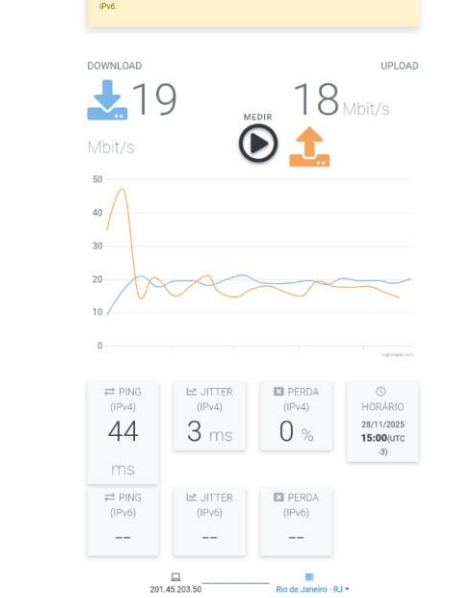 IPv6.
DOWNLOAD
19
Mbit/s
UPLOAD
18 Mbit/s
MEDIR
50
40
30
20
10
0
PING
(IPv4)
44
ms
JITTER
(IPv4)
3 ms
PERDA
(IPv4)
0 %
HORÁRIO
28/11/2025
15:00(UTC
-3)
PING
(IPv6)
--
JITTER
(IPv6)
--
PERDA
(IPv6)
--
201.45.203.50
Rio de Janeiro - RJ